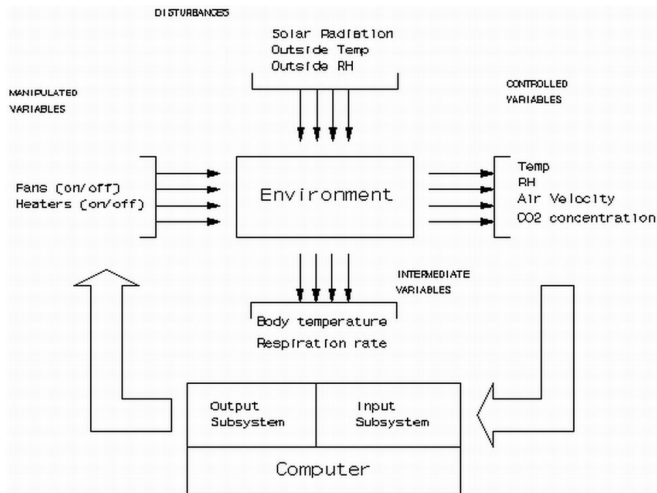 DISTURBANCES
Solar Radiation
Outside Temp
Outside RH
MANIPULATED
VARIABLES
CONTROLLED
VARIABLES
Fans (on/off)
Heaters (on/off)
Environment
Temp
RH
Air Velocity
CO2 concentration
INTERMEDIATE
VARIABLES
Body temperature
Respiration rate
Output
Subsystem
Input
Subsystem
Computer